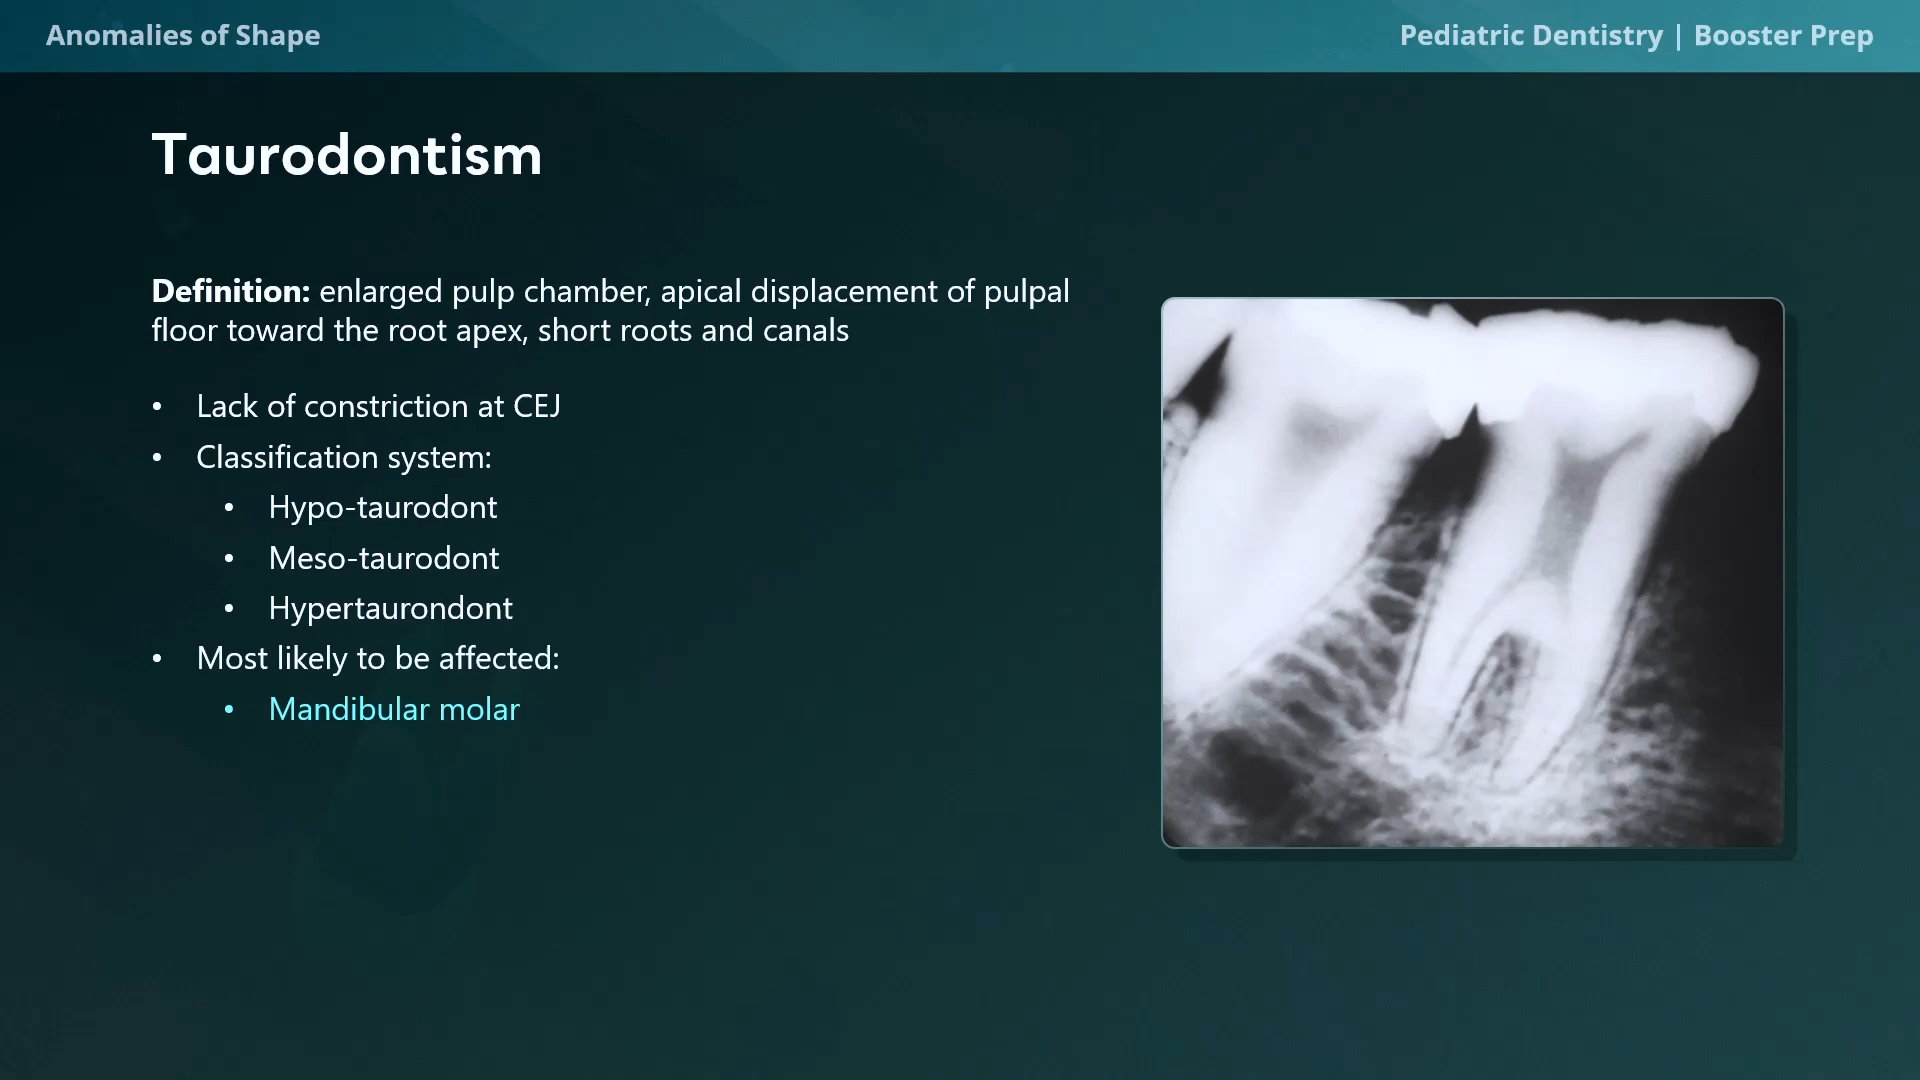 Anomalies of Shape
Pediatric Dentistry | Booster Prep
Taurodontism
Definition: enlarged pulp chamber, apical displacement of pulpal
floor toward the root apex, short roots and canals
• Lack of constriction at CEJ
• Classification system:
• Hypo-taurodont
• Meso-taurodont
• Hypertaurondont
• Most likely to be affected:
• Mandibular molar